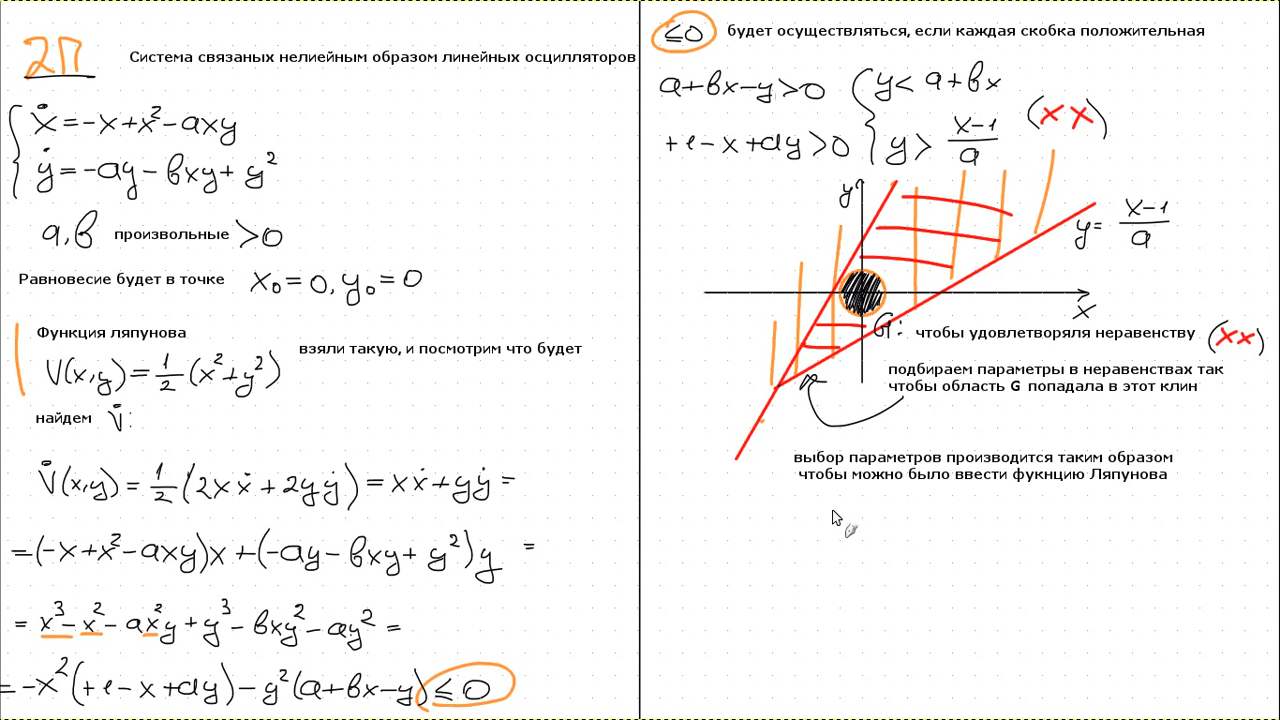 2П
Система связаных нелиейным образом линейных осцилляторов
ẋ = -x + x² - axy
ẏ = -ay - bxy + y²
a, b произвольные > 0
Равновесие будет в точке x₀ = 0, y₀ = 0
Функция ляпунова
V(x,y) = 1/2 (x² + y²)
взяли такую, и посмотрим что будет
найдем V̇:
V̇(x,y) = 1/2 (2xẋ + 2yẏ) = xẋ + yẏ =
= (-x + x² - axy)x + (-ay - bxy + y²)y =
= x³ - x² - ax²y + y³ - bxy² - ay² =
= -x²(+1 - x + ay) - y²(a + bx - y) ≤ 0
≤ 0 будет осуществляться, если каждая скобка положительная
a + bx - y > 0 { y < a + bx
+1 - x + ay > 0 { y > (x-1)/a
(xx)
y
y = (x-1)/a
x
G: чтобы удовлетворяля неравенству (xx)
подбираем параметры в неравенствах так
чтобы область G попадала в этот клин
выбор параметров производится таким образом
чтобы можно было ввести фукнцию Ляпунова